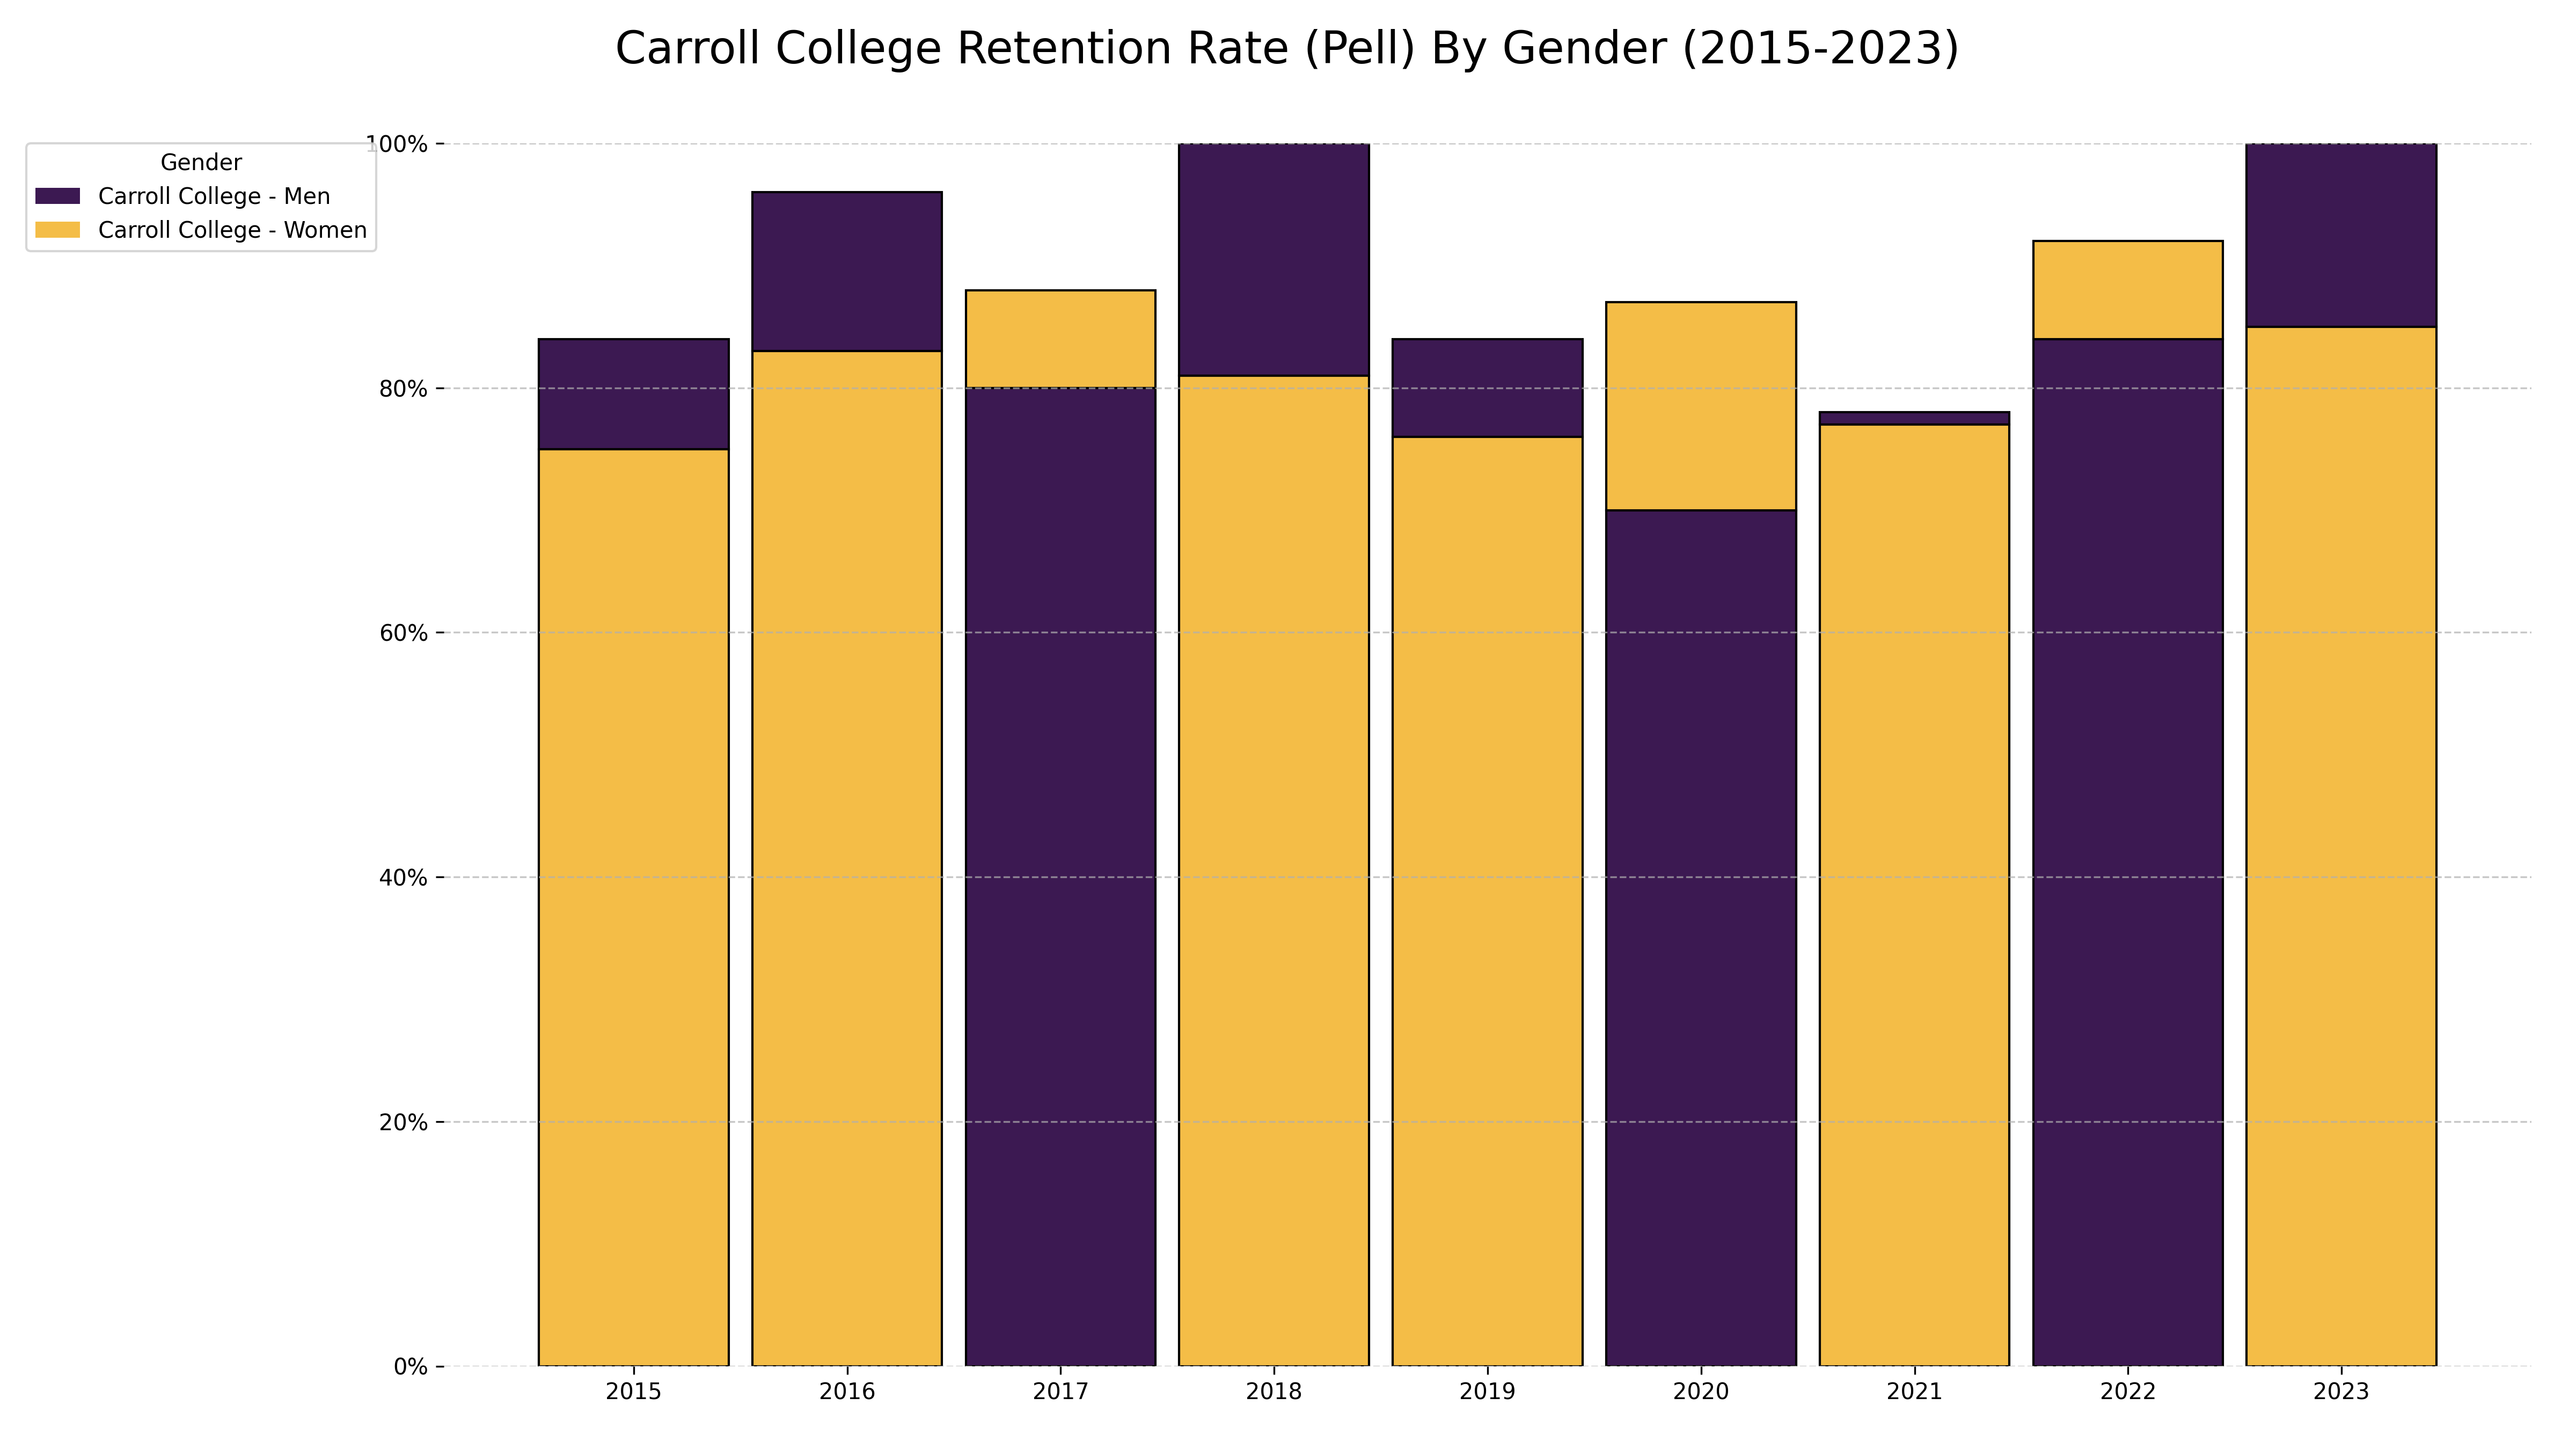 Carroll College Retention Rate (Pell) By Gender (2015-2023)
Gender
Carroll College - Men
Carroll College - Women
100%
80%
60%
40%
20%
0%
2015 2016 2017 2018 2019 2020 2021 2022 2023